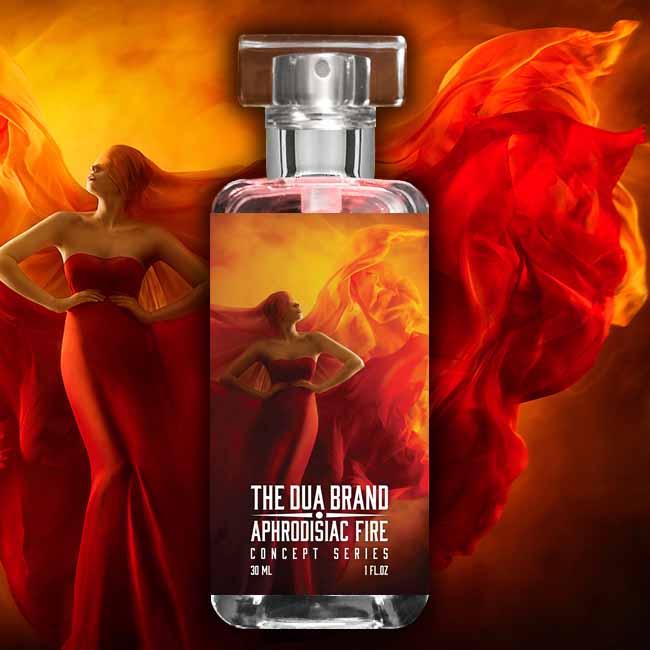 THE DUA BRAND
APHRODISIAC FIRE
CONCEPT SERIES
30 ML 1 FL.OZ